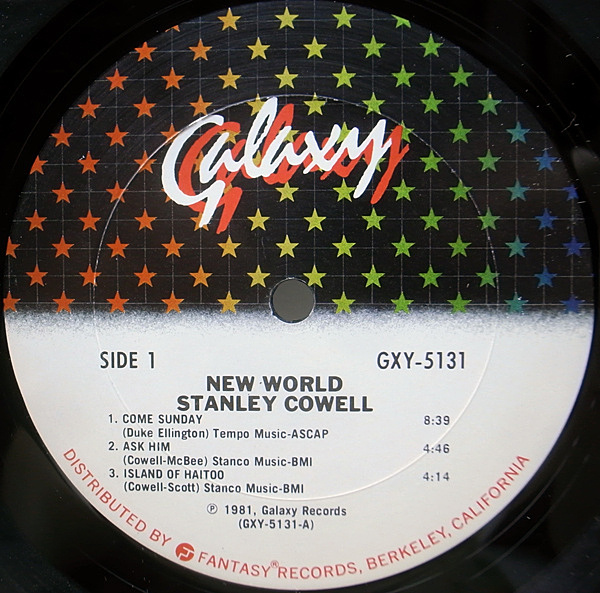 Galaxy
SIDE 1
GXY-5131
NEW WORLD
STANLEY COWELL
1. COME SUNDAY 8:39
(Duke Ellington) Tempo Music-ASCAP
2. ASK HIM 4:46
(Cowell-McBee) Stanco Music-BMI
3. ISLAND OF HAITOO 4:14
(Cowell-Scott) Stanco Music-BMI
℗ 1981, Galaxy Records
(GXY-5131-A)
DISTRIBUTED BY FANTASY® RECORDS, BERKELEY, CALIFORNIA